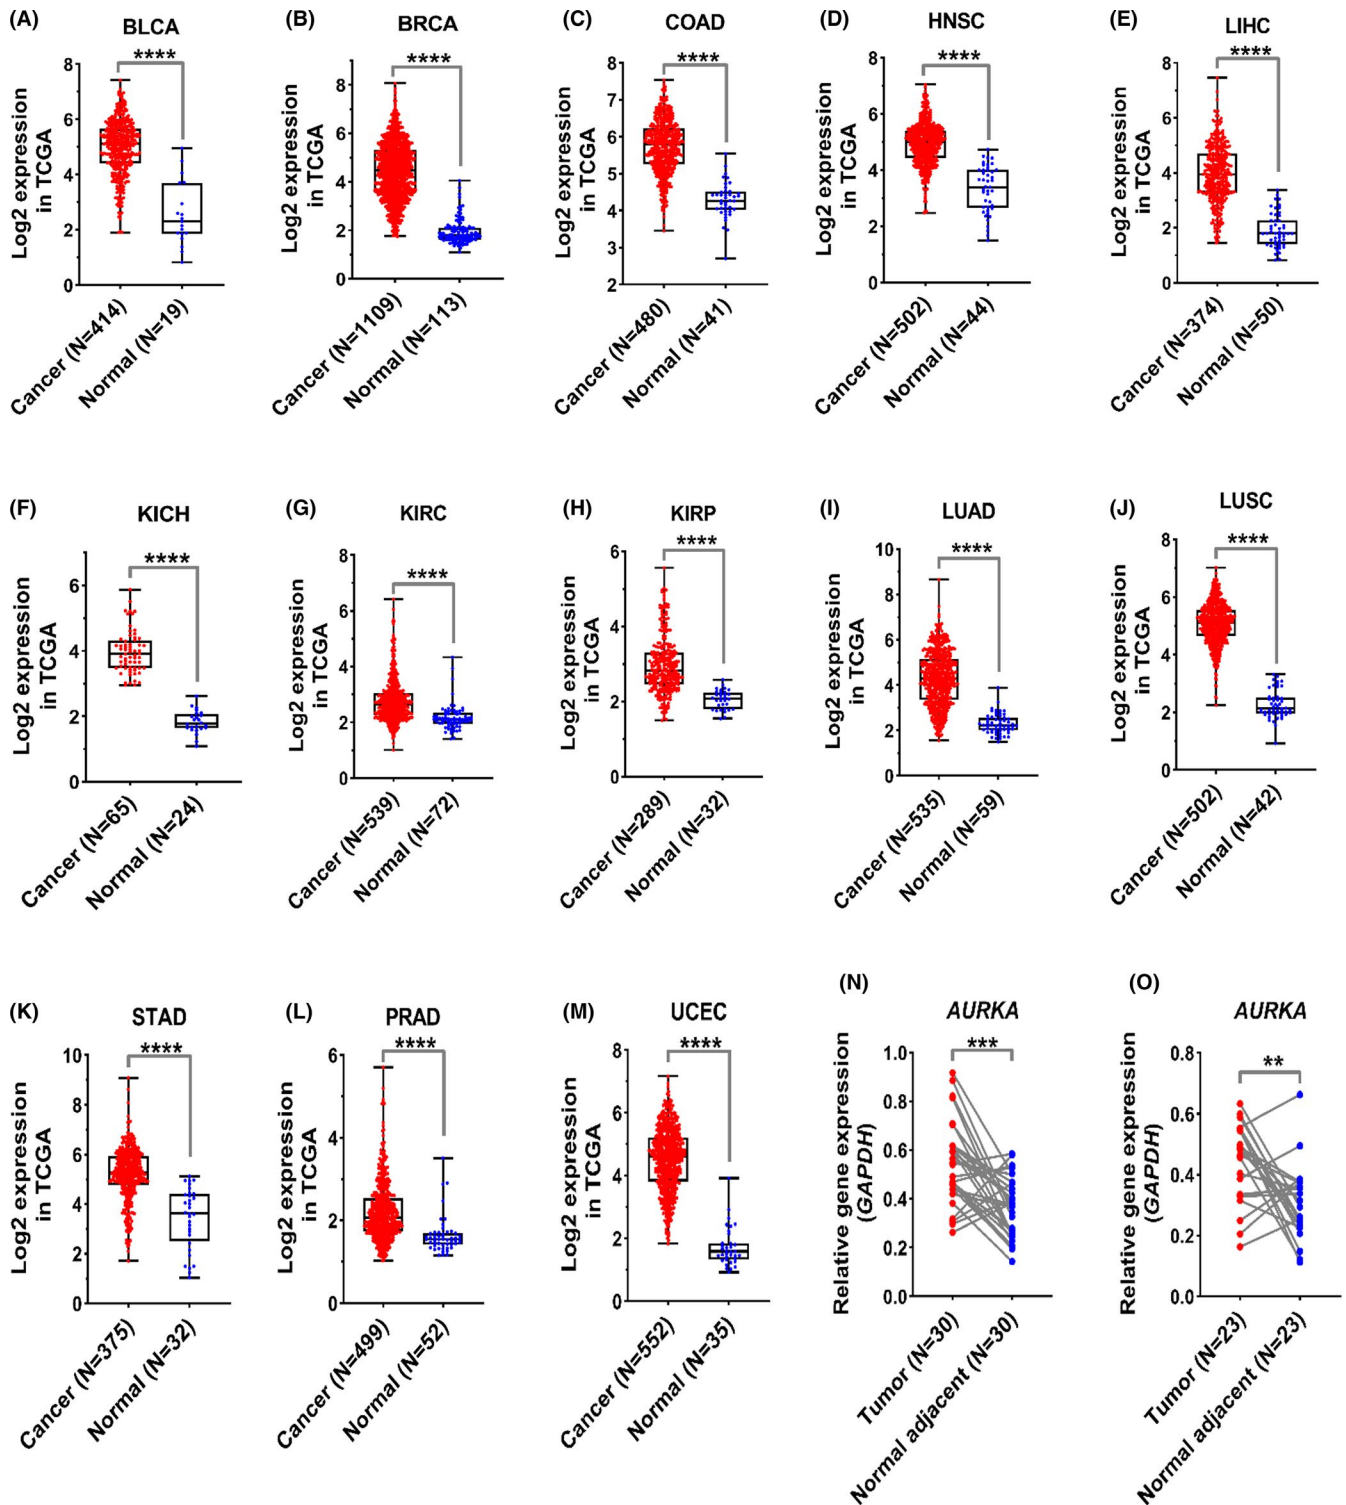 (A)
BLCA
****
Log2 expression
in TCGA
8
6
4
2
0
Cancer (N=414)
Normal (N=19)
(B)
BRCA
****
Log2 expression
in TCGA
8
6
4
2
0
Cancer (N=1109)
Normal (N=113)
(C)
COAD
****
Log2 expression
in TCGA
8
7
6
5
4
3
2
Cancer (N=480)
Normal (N=41)
(D)
HNSC
****
Log2 expression
in TCGA
8
6
4
2
0
Cancer (N=502)
Normal (N=44)
(E)
LIHC
****
Log2 expression
in TCGA
8
6
4
2
0
Cancer (N=374)
Normal (N=50)
(F)
KICH
****
Log2 expression
in TCGA
6
4
2
0
Cancer (N=65)
Normal (N=24)
(G)
KIRC
****
Log2 expression
in TCGA
8
6
4
2
0
Cancer (N=539)
Normal (N=72)
(H)
KIRP
****
Log2 expression
in TCGA
6
4
2
0
Cancer (N=289)
Normal (N=32)
(I)
LUAD
****
Log2 expression
in TCGA
10
8
6
4
2
0
Cancer (N=535)
Normal (N=59)
(J)
LUSC
****
Log2 expression
in TCGA
8
6
4
2
0
Cancer (N=502)
Normal (N=42)
(K)
STAD
****
Log2 expression
in TCGA
10
8
6
4
2
0
Cancer (N=375)
Normal (N=32)
(L)
PRAD
****
Log2 expression
in TCGA
6
4
2
0
Cancer (N=499)
Normal (N=52)
(M)
UCEC
****
Log2 expression
in TCGA
8
6
4
2
0
Cancer (N=552)
Normal (N=35)
(N)
AURKA
***
Relative gene expression
(GAPDH)
1.0
0.8
0.6
0.4
0.2
0.0
Tumor (N=30)
Normal adjacent (N=30)
(O)
AURKA
**
Relative gene expression
(GAPDH)
0.8
0.6
0.4
0.2
0.0
Tumor (N=23)
Normal adjacent (N=23)